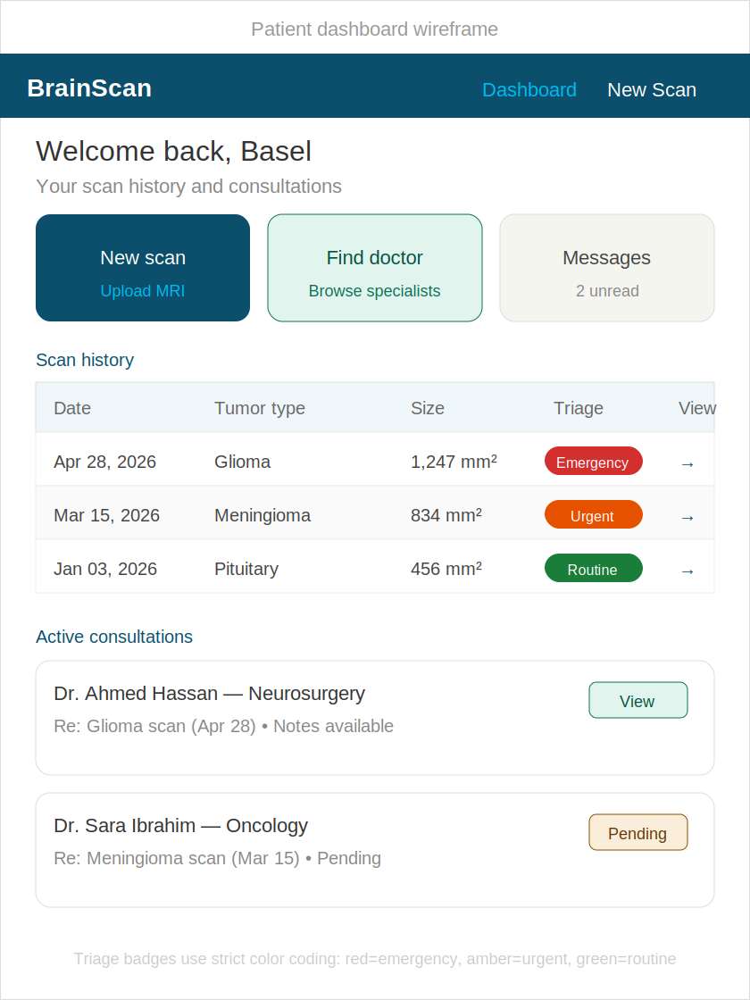 Patient dashboard wireframe
BrainScan Dashboard New Scan
Welcome back, Basel
Your scan history and consultations
New scan Find doctor Messages
Upload MRI Browse specialists 2 unread
Scan history
Date Tumor type Size Triage View
Apr 28, 2026 Glioma 1,247 mm² Emergency →
Mar 15, 2026 Meningioma 834 mm² Urgent →
Jan 03, 2026 Pituitary 456 mm² Routine →
Active consultations
Dr. Ahmed Hassan — Neurosurgery View
Re: Glioma scan (Apr 28) • Notes available
Dr. Sara Ibrahim — Oncology Pending
Re: Meningioma scan (Mar 15) • Pending
Triage badges use strict color coding: red=emergency, amber=urgent, green=routine